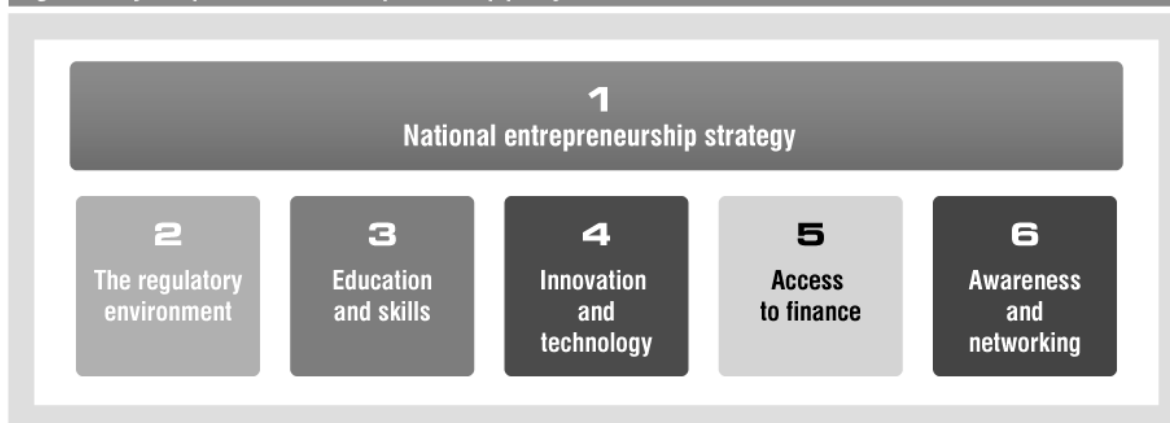 1
National entrepreneurship strategy
2
The regulatory
environment
3
Education
and skills
4
Innovation
and
technology
5
Access
to finance
6
Awareness
and
networking